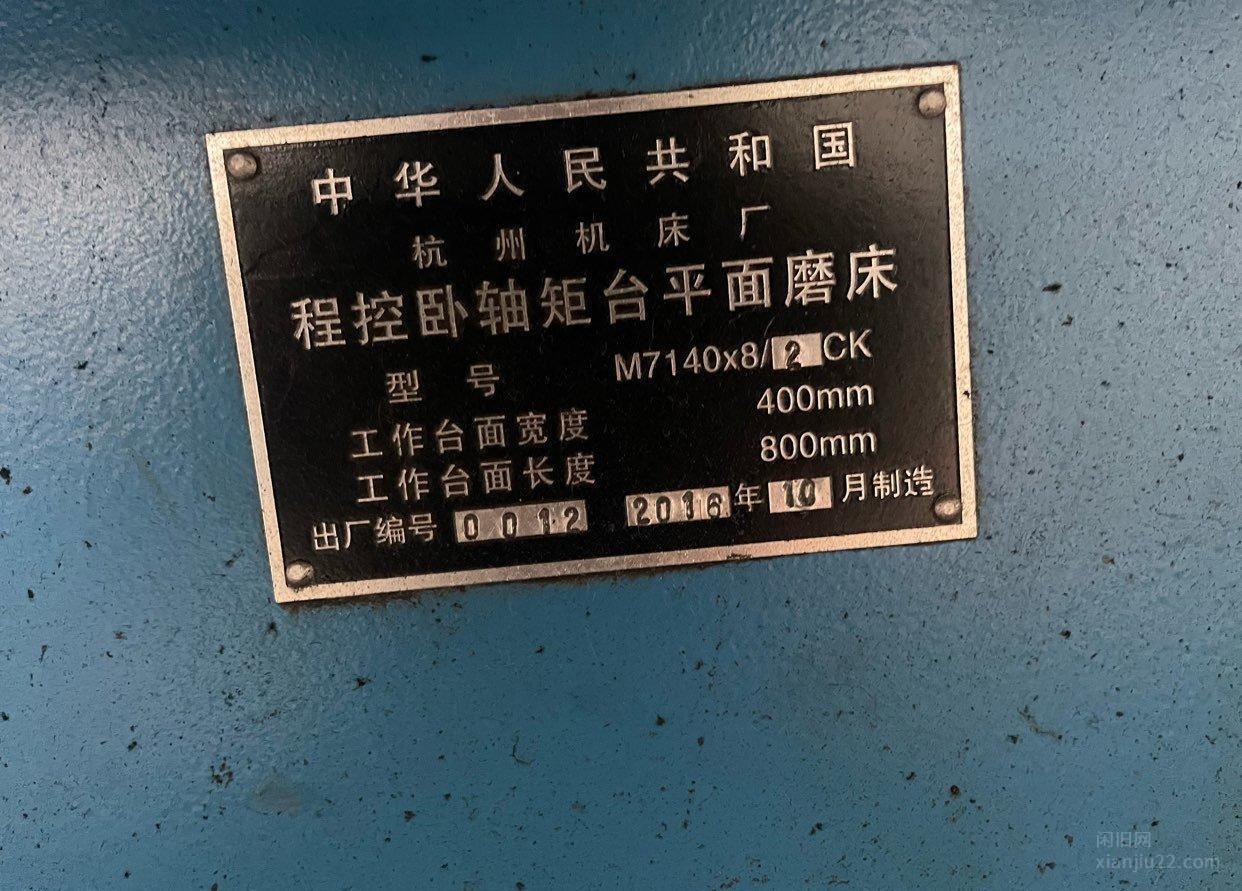 中华人民共和国
杭州机床厂
程控卧轴矩台平面磨床
型号 M7140x8/2CK
工作台面宽度 400mm
工作台面长度 800mm
出厂编号 0012 2016年10月制造
闲旧网
xianjiu22.com